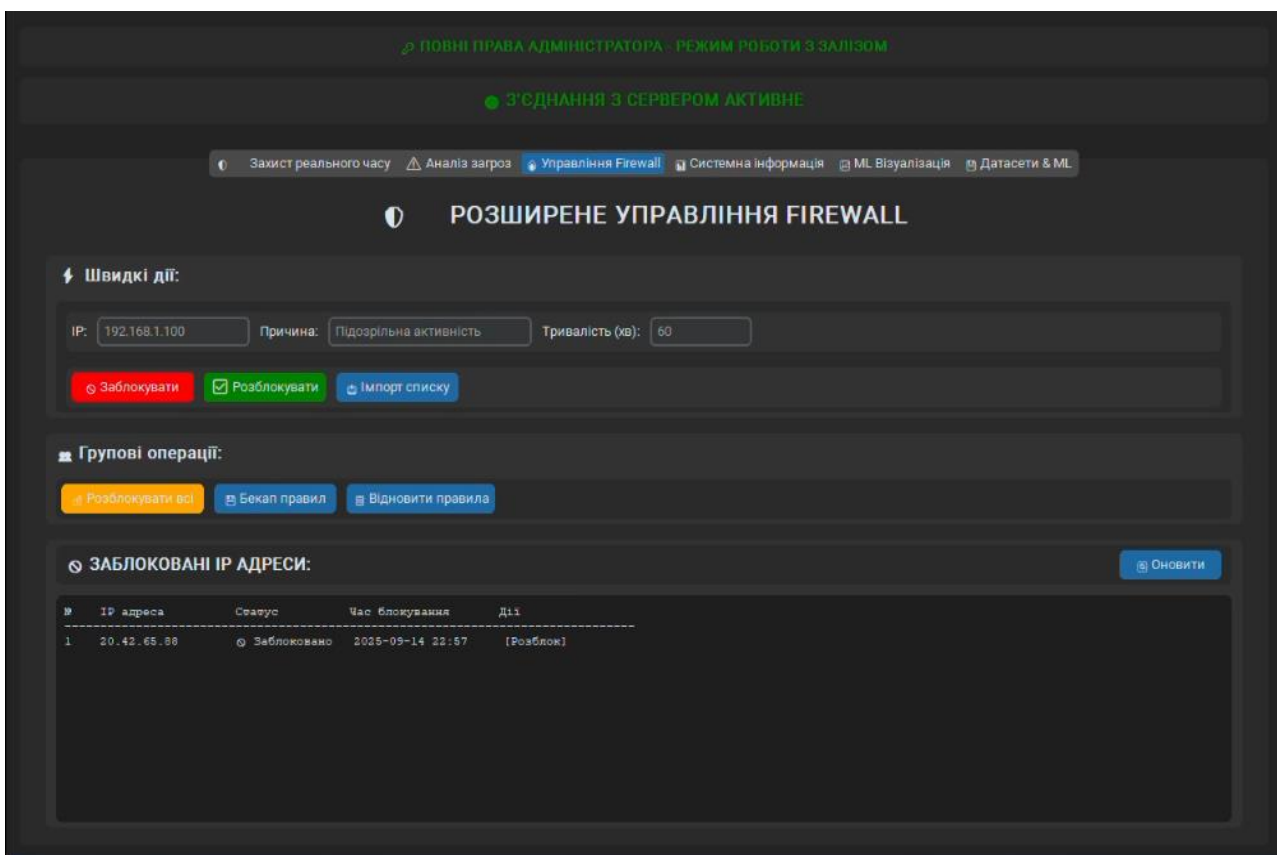 ПОВНІ ПРАВА АДМІНІСТРАТОРА - РЕЖИМ РОБОТИ З ЗАЛІЗОМ
З'ЄДНАННЯ З СЕРВЕРОМ АКТИВНЕ
Захист реального часу Аналіз загроз Управління Firewall Системна інформація ML Візуалізація Датасети & ML
РОЗШИРЕНЕ УПРАВЛІННЯ FIREWALL
Швидкі дії:
IP: 192.168.1.100 Причина: Підозрільна активність Тривалість (хв): 60
Заблокувати Розблокувати Імпорт списку
Групові операції:
Розблокувати всі Бекап правил Відновити правила
ЗАБЛОКОВАНІ IP АДРЕСИ: Оновити
№ IP адреса Статус Час блокування Дії
1 20.42.65.88 Заблоковано 2025-09-14 22:57 [Розблок]